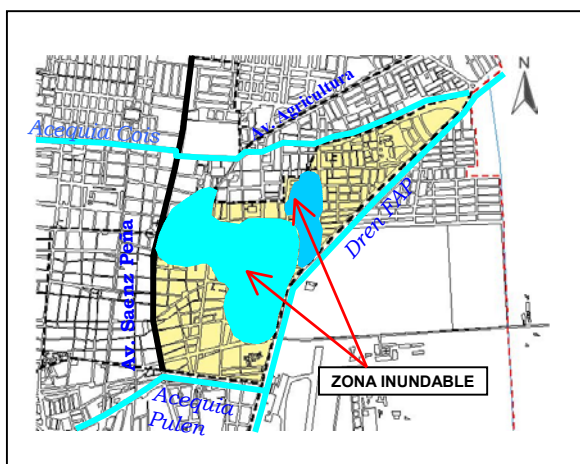 N
Av. Agricultura
Acequia Cois
Av. Saenz Peña
Dren FAP
ZONA INUNDABLE
Acequia
Pulen